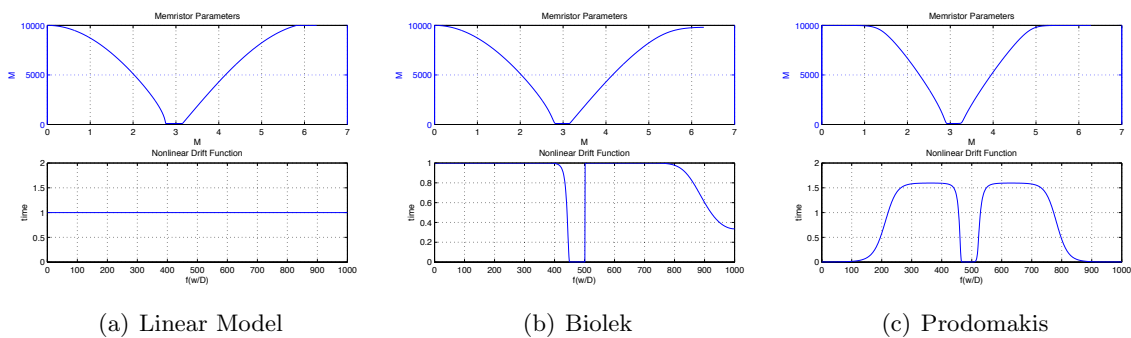 Memristor Parameters
10000
5000
0
M
0 1 2 3 4 5 6 7
M
Nonlinear Drift Function
2
1.5
1
0.5
0
time
0 100 200 300 400 500 600 700 800 900 1000
f(w/D)
(a) Linear Model
Memristor Parameters
10000
5000
0
M
0 1 2 3 4 5 6 7
M
Nonlinear Drift Function
1
0.8
0.6
0.4
0.2
0
time
0 100 200 300 400 500 600 700 800 900 1000
f(w/D)
(b) Biolek
Memristor Parameters
10000
5000
0
M
0 1 2 3 4 5 6 7
M
Nonlinear Drift Function
2
1.5
1
0.5
0
time
0 100 200 300 400 500 600 700 800 900 1000
f(w/D)
(c) Prodomakis